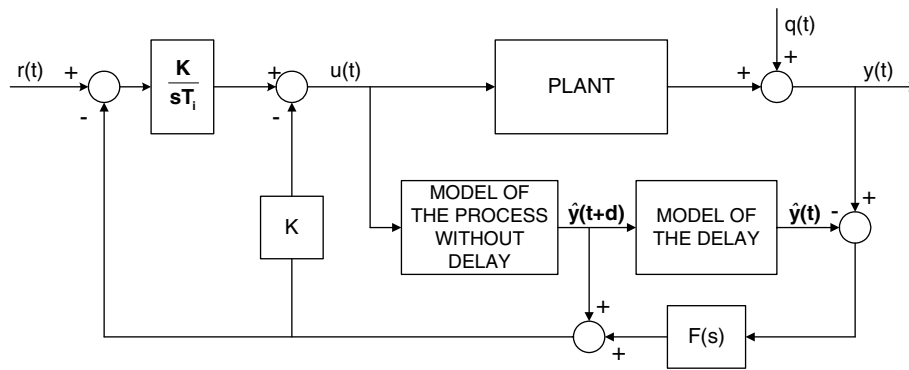 q(t)
r(t)
+
-
K
sTᵢ
+
-
u(t)
PLANT
+
+
y(t)
K
MODEL OF
THE PROCESS
WITHOUT
DELAY
ŷ(t+d)
MODEL OF
THE DELAY
ŷ(t)
-
+
+
+
F(s)